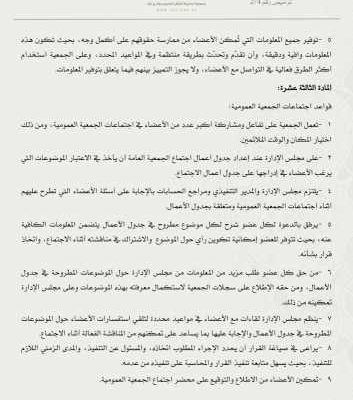 ترخيص رقم
٥ -توفير جميع المعلومات التي تُمكن الأعضاء من ممارسة حقوقهم على أكمل وجه، بحيث تكون هذه
المعلومات وافية ودقيقة، وأن تقدَّم وتحدَّث بطريقة منتظمة وفي المواعيد المحدد، وعلى الجمعية استخدام
أكثر الطرق فعالية في التواصل مع الأعضاء، ولا يجوز التمييز بينهم فيما يتعلق بتوفير المعلومات.
المادة الثالثة عشرة:
قواعد اجتماعات الجمعية العمومية:
١ -تعمل الجمعية على تفاعل ومشاركة أكبر عدد من الأعضاء في اجتماعات الجمعية العمومية، ومن ذلك
اختيار المكان والوقت الملائمين.
٢ -على مجلس الإدارة عند إعداد جدول أعمال اجتماع الجمعية العامة أن يأخذ في الاعتبار الموضوعات التي
يرغب الأعضاء في إدراجها على جدول أعمال الاجتماع.
٤ -يلتزم مجلس الإدارة والمدير التنفيذي ومراجع الحسابات بالإجابة على أسئلة الأعضاء التي تطرح عليهم
أثناء اجتماعات الجمعية العمومية ومتعلقة بجدول الأعمال.
٥ -يرفق بالدعوة لكل عضو شرح لكل موضوع مطروح في جدول الأعمال يتضمن المعلومات الكافية
عنه، بحيث تتوفر للعضو إمكانية تكوين رأي حول الموضوع والاشتراك في مناقشته أثناء الاجتماع، واتخاذ
قرار بشأنه.
٦ -من حق كل عضو طلب مزيد من المعلومات من مجلس الإدارة حول الموضوعات المطروحة في جدول
الأعمال، ومن حقه الإطلاع على سجلات الجمعية لاستكمال معرفته بهذه الموضوعات وعلى مجلس الإدارة
تمكينه من ذلك.
٧ -ينظم مجلس الإدارة لقاءات مع الأعضاء في مواعيد محددة لتلقي استفسارات الأعضاء حول الموضوعات
المطروحة في جدول الأعمال والإجابة عليها بما يساعد على تمكنهم من المناقشة الفعالة أثناء الاجتماع.
٨ -يراعى في صياغة القرار أن يحدد الإجراء المطلوب اتخاذه، والمسئول عن التنفيذ، والمدى الزمني اللازم
للتنفيذ، بحيث يسهل متابعة تنفيذ القرار والمحاسبة على تنفيذه من عدمه.
٩ -تمكين الأعضاء من الاطلاع والتوقيع على محضر اجتماع الجمعية العمومية.